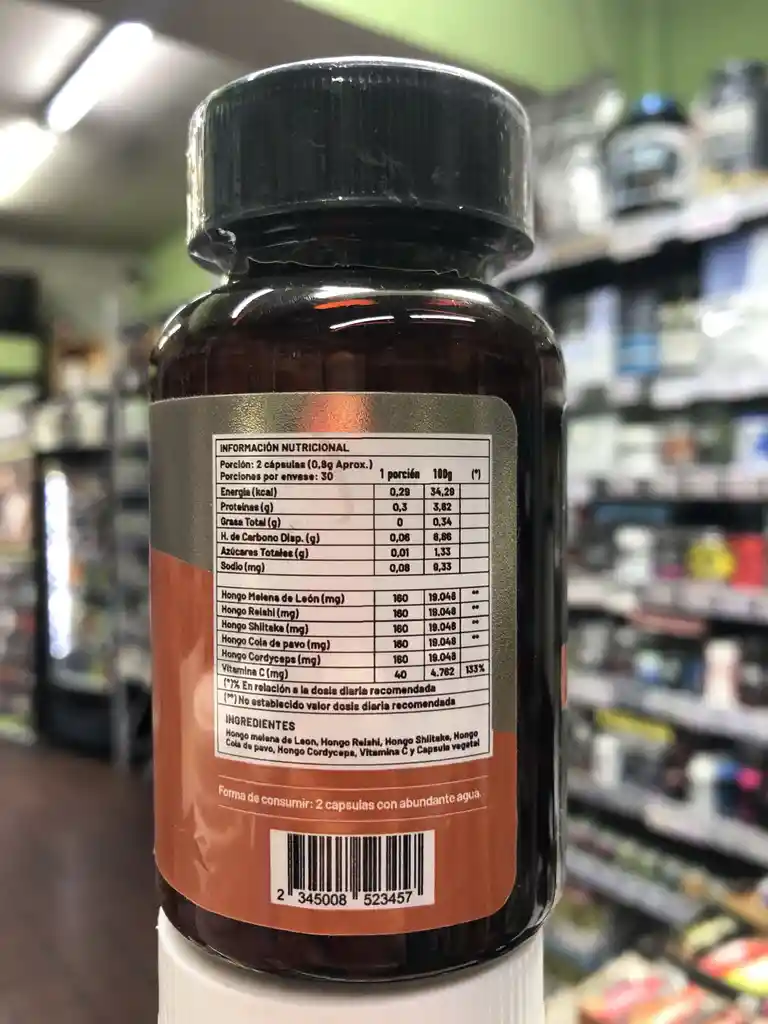 INFORMACIÓN NUTRICIONAL
Porción: 2 cápsulas (0,8g Aprox.)
Porciones por envase: 30 1 porción 100g (*)
Energía (kcal) 0,29 34,29
Proteínas (g) 0,3 3,62
Grasa Total (g) 0 0,34
H. de Carbono Disp. (g) 0,06 6,86
Azúcares Totales (g) 0,01 1,33
Sodio (mg) 0,08 9,33
Hongo Melena de León (mg) 160 19.048 **
Hongo Reishi (mg) 160 19.048 **
Hongo Shiitake (mg) 160 19.048 **
Hongo Cola de pavo (mg) 160 19.048 **
Hongo Cordyceps (mg) 160 19.048
Vitamina C (mg) 40 4.762 133%
(*)% En relación a la dosis diaria recomendada
(**) No establecido valor dosis diaria recomendada
INGREDIENTES
Hongo melena de Leon, Hongo Reishi, Hongo Shiitake, Hongo
Cola de pavo, Hongo Cordyceps, Vitamina C y Capsula vegetal
Forma de consumir: 2 capsulas con abundante agua.
2 345008 523457